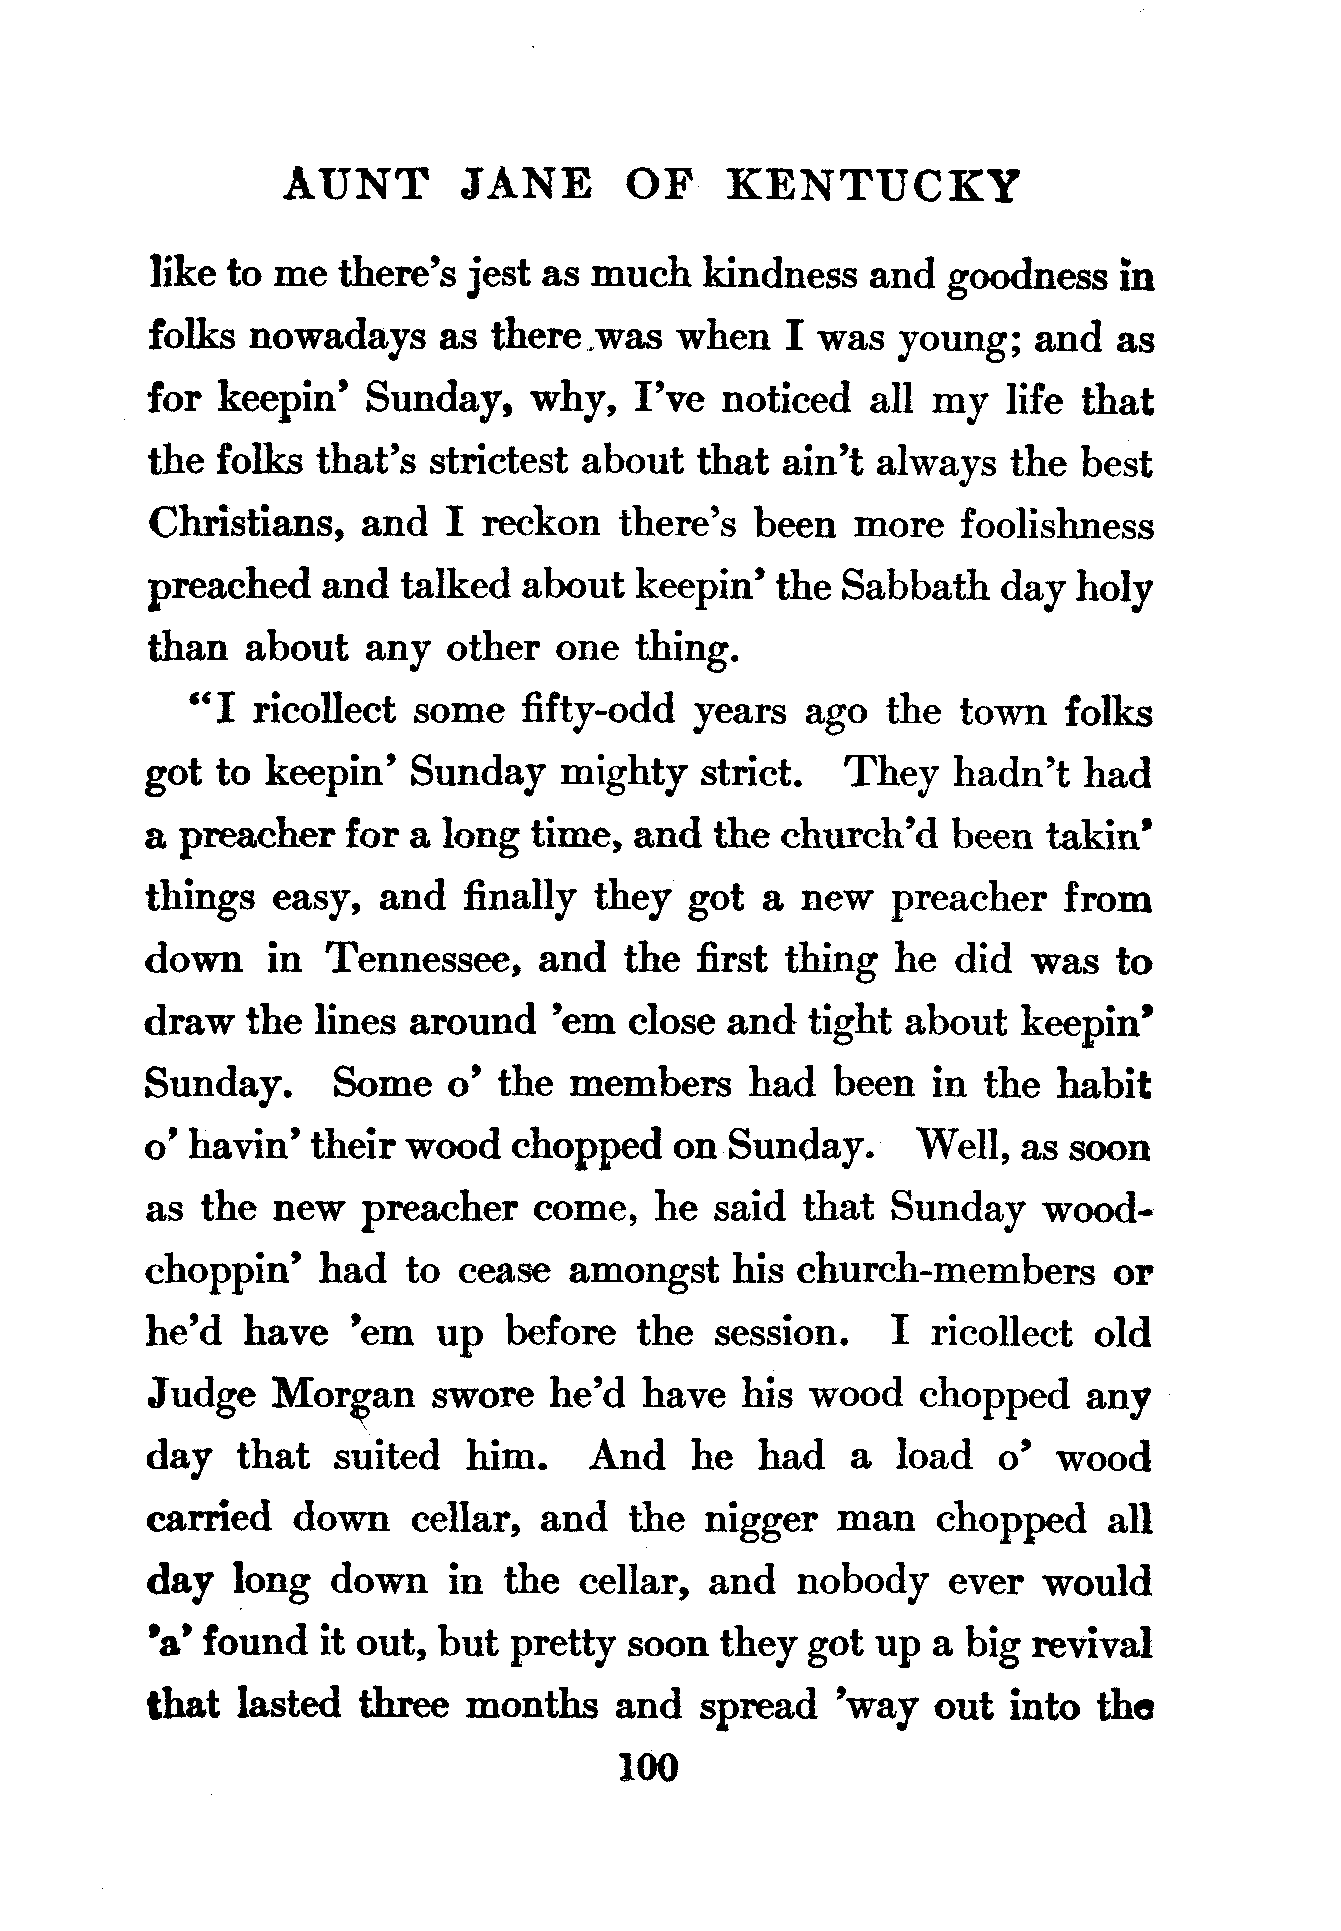 AUNT JANE OF KENTUCKY
like to me there's jest as much kindness and goodness in
folks nowadays as there was when I was young; and as
for keepin' Sunday, why, I've noticed all my life that
the folks that's strictest about that ain't always the best
Christians, and I reckon there's been more foolishness
preached and talked about keepin' the Sabbath day holy
than about any other one thing.
"I ricollect some fifty-odd years ago the town folks
got to keepin' Sunday mighty strict. They hadn't had
a preacher for a long time, and the church'd been takin'
things easy, and finally they got a new preacher from
down in Tennessee, and the first thing he did was to
draw the lines around 'em close and tight about keepin'
Sunday. Some o' the members had been in the habit
o' havin' their wood chopped on Sunday. Well, as soon
as the new preacher come, he said that Sunday wood-
choppin' had to cease amongst his church-members or
he'd have 'em up before the session. I ricollect old
Judge Morgan swore he'd have his wood chopped any
day that suited him. And he had a load o' wood
carried down cellar, and the nigger man chopped all
day long down in the cellar, and nobody ever would
'a' found it out, but pretty soon they got up a big revival
that lasted three months and spread 'way out into the
100